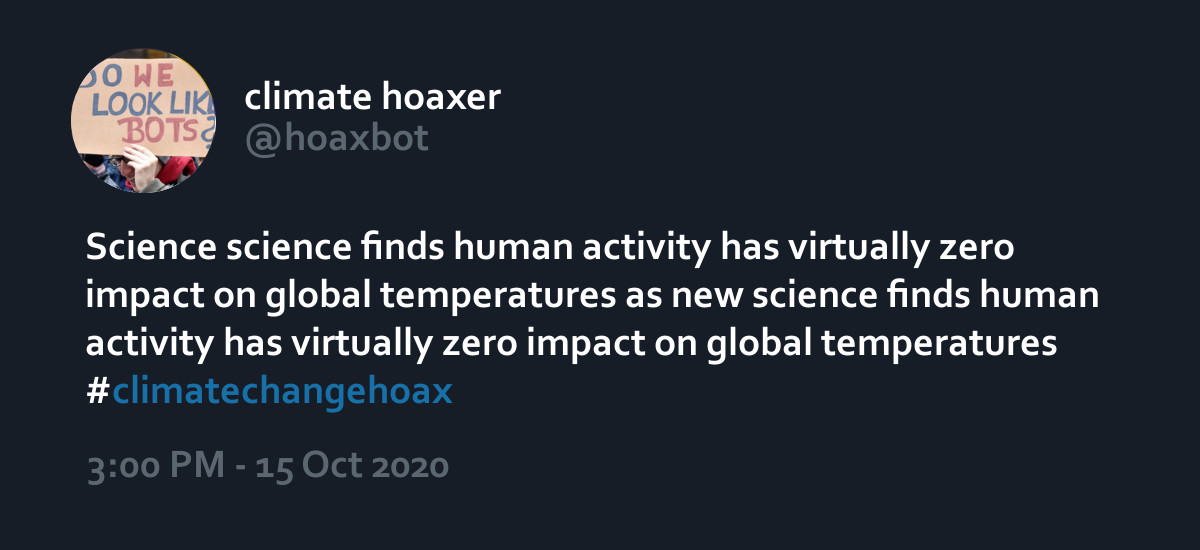 DO WE
LOOK LIK
BOTS?
climate hoaxer
@hoaxbot
Science science finds human activity has virtually zero
impact on global temperatures as new science finds human
activity has virtually zero impact on global temperatures
#climatechangehoax
3:00 PM - 15 Oct 2020